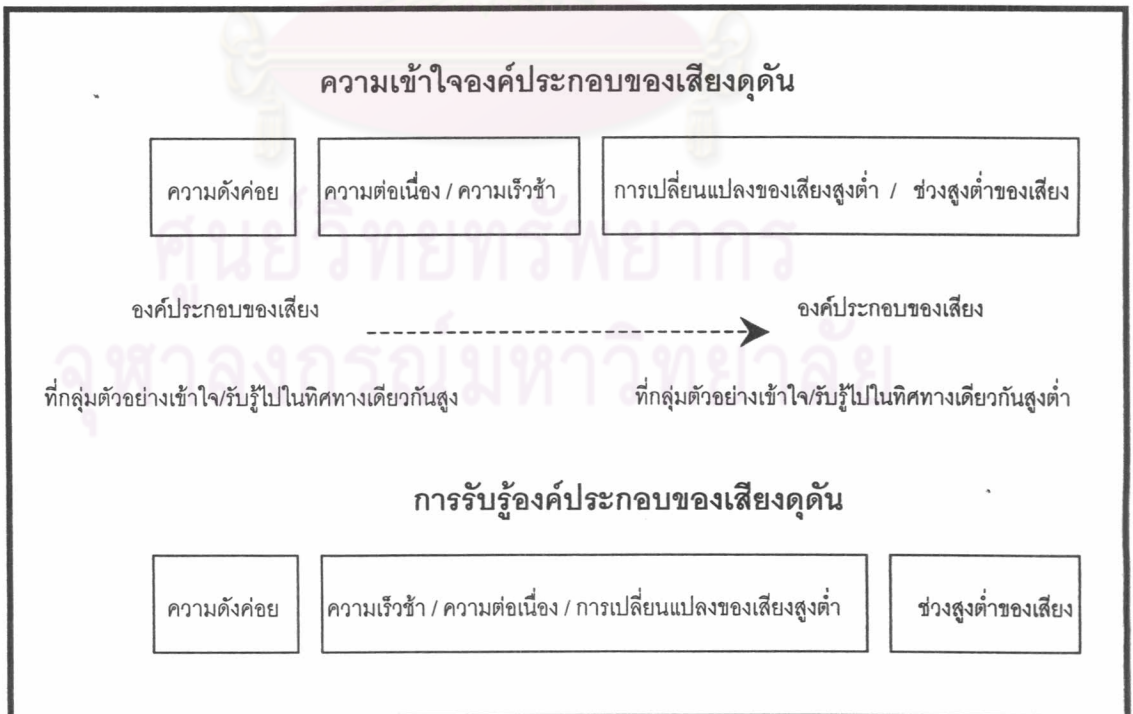 ความเข้าใจองค์ประกอบของเสียงดุดัน
ความดังค่อย
ความต่อเนื่อง / ความเร็วช้า
การเปลี่ยนแปลงของเสียงสูงต่ำ / ช่วงสูงต่ำของเสียง
ศูนย์วิทยทรัพยากร
องค์ประกอบของเสียง
องค์ประกอบของเสียง
จุฬาลงกรณ์มหาวิทยาลัย
ที่กลุ่มตัวอย่างเข้าใจ/รับรู้ไปในทิศทางเดียวกันสูง
ที่กลุ่มตัวอย่างเข้าใจ/รับรู้ไปในทิศทางเดียวกันสูงต่ำ
การรับรู้องค์ประกอบของเสียงดุดัน
ความดังค่อย
ความเร็วช้า / ความต่อเนื่อง / การเปลี่ยนแปลงของเสียงสูงต่ำ
ช่วงสูงต่ำของเสียง